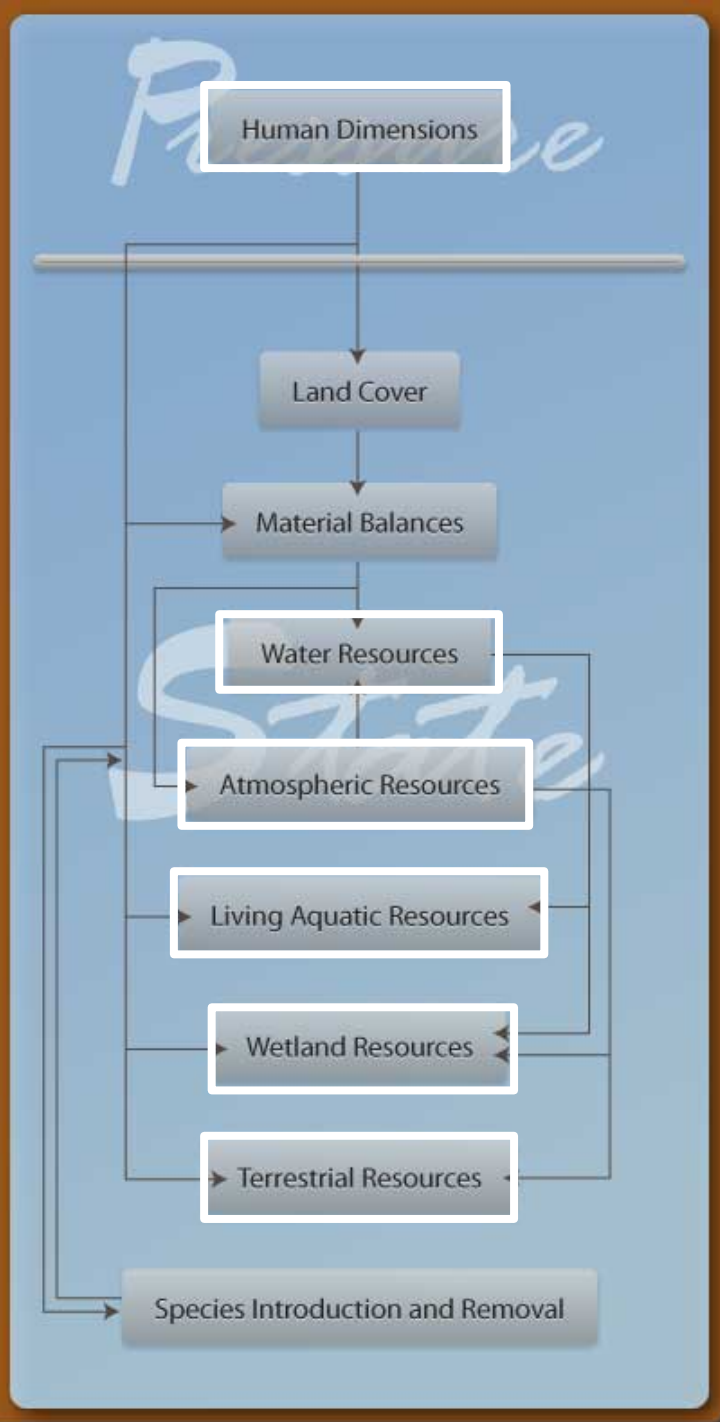 Human Dimensions
Land Cover
Material Balances
Water Resources
State
Atmospheric Resources
Living Aquatic Resources
Wetland Resources
Terrestrial Resources
Species Introduction and Removal